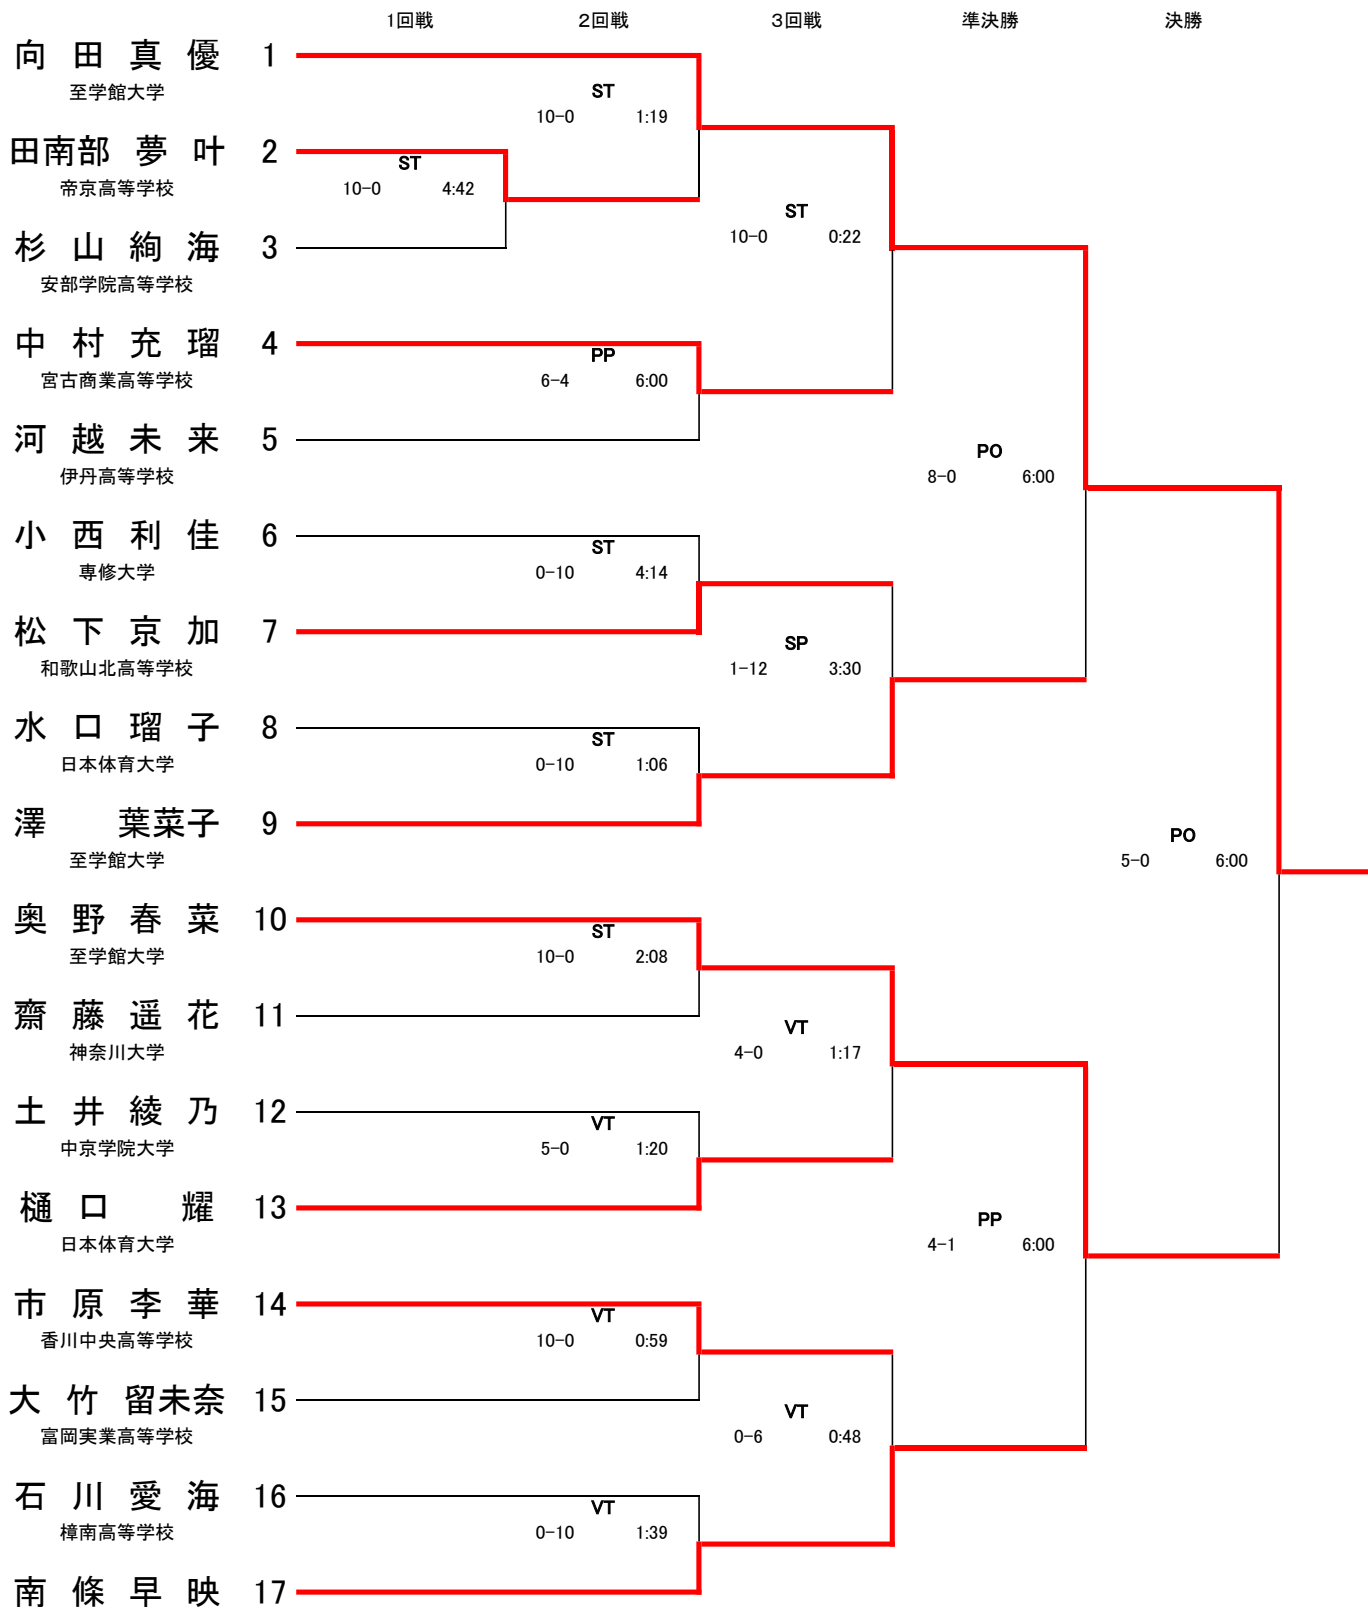 1回戦 2回戦 3回戦 準決勝 決勝
向田真優 1
至学館大学
ST
10-0 1:19
田南部 夢叶 2
帝京高等学校
ST
10-0 4:42
杉山絢海 3
安部学院高等学校
ST
10-0 0:22
中村充瑠 4
宮古商業高等学校
PP
6-4 6:00
河越未来 5
伊丹高等学校
PO
8-0 6:00
小西利佳 6
専修大学
ST
0-10 4:14
松下京加 7
和歌山北高等学校
SP
1-12 3:30
水口瑠子 8
日本体育大学
ST
0-10 1:06
澤 葉菜子 9
至学館大学
PO
5-0 6:00
奥野春菜 10
至学館大学
ST
10-0 2:08
齋藤遥花 11
神奈川大学
VT
4-0 1:17
土井綾乃 12
中京学院大学
VT
5-0 1:20
樋口 耀 13
日本体育大学
PP
4-1 6:00
市原李華 14
香川中央高等学校
VT
10-0 0:59
大竹 留未奈 15
富岡実業高等学校
VT
0-6 0:48
石川愛海 16
樟南高等学校
VT
0-10 1:39
南條早映 17